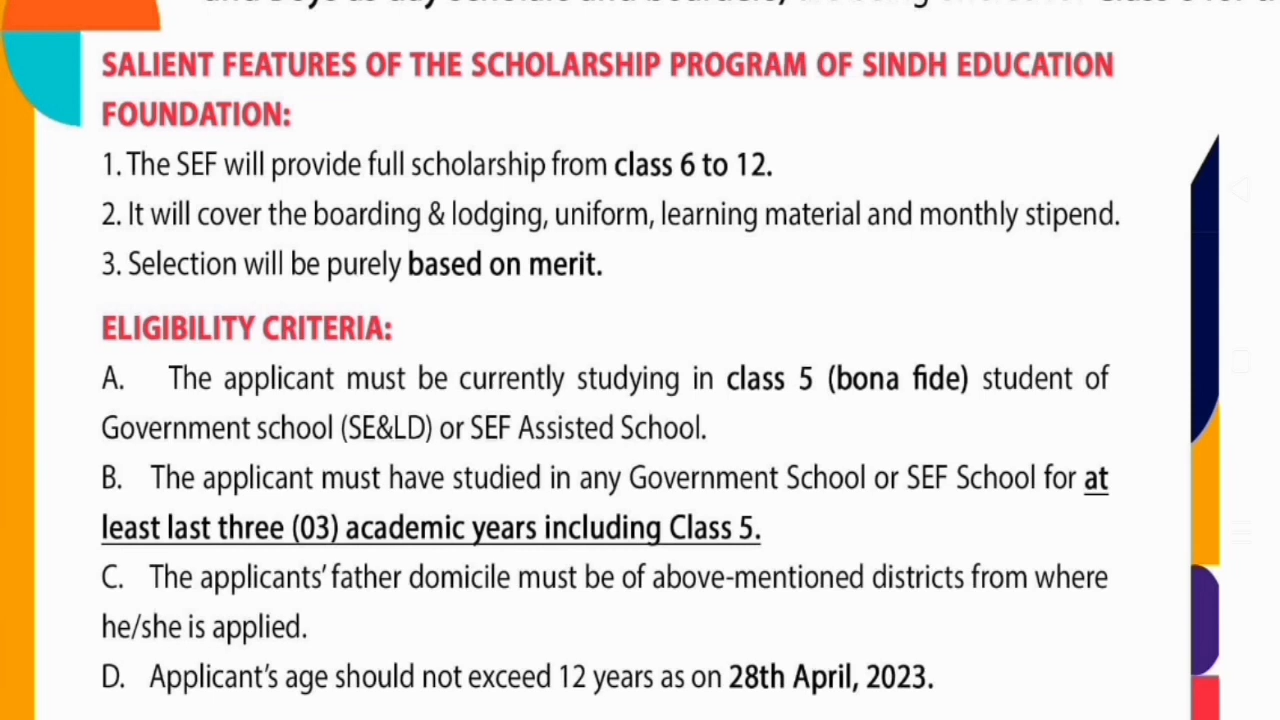 SALIENT FEATURES OF THE SCHOLARSHIP PROGRAM OF SINDH EDUCATION
FOUNDATION:
1. The SEF will provide full scholarship from class 6 to 12.
2. It will cover the boarding & lodging, uniform, learning material and monthly stipend.
3. Selection will be purely based on merit.
ELIGIBILITY CRITERIA:
A. The applicant must be currently studying in class 5 (bona fide) student of
Government school (SE&LD) or SEF Assisted School.
B. The applicant must have studied in any Government School or SEF School for at
least last three (03) academic years including Class 5.
C. The applicants' father domicile must be of above-mentioned districts from where
he/she is applied.
D. Applicant's age should not exceed 12 years as on 28th April, 2023.